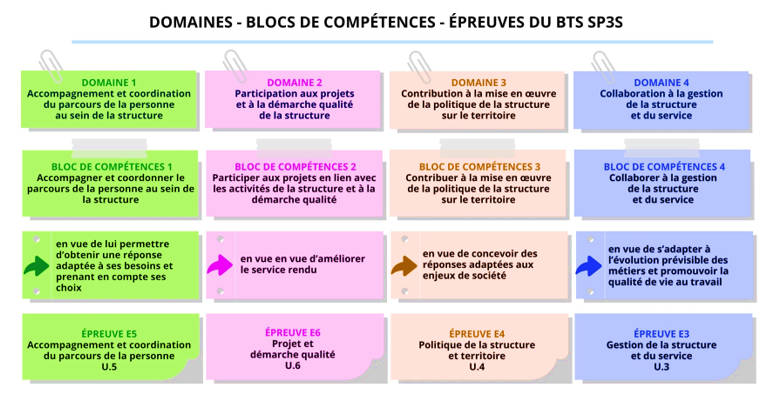 DOMAINES - BLOCS DE COMPÉTENCES - ÉPREUVES DU BTS SP3S
DOMAINE 1
Accompagnement et coordination
du parcours de la personne
au sein de la structure
DOMAINE 2
Participation aux projets
et à la démarche qualité
de la structure
DOMAINE 3
Contribution à la mise en œuvre
de la politique de la structure
sur le territoire
DOMAINE 4
Collaboration à la gestion
de la structure
et du service
BLOC DE COMPÉTENCES 1
Accompagner et coordonner le
parcours de la personne au sein de
la structure
BLOC DE COMPÉTENCES 2
Participer aux projets en lien avec
les activités de la structure et à la
démarche qualité
BLOC DE COMPÉTENCES 3
Contribuer à la mise en œuvre
de la politique de la structure
sur le territoire
BLOC DE COMPÉTENCES 4
Collaborer à la gestion
de la structure
et du service
en vue de lui permettre
d'obtenir une réponse
adaptée à ses besoins et
prenant en compte ses
choix
en vue en vue d'améliorer
le service rendu
en vue de concevoir des
réponses adaptées aux
enjeux de société
en vue de s'adapter à
l'évolution prévisible des
métiers et promouvoir la
qualité de vie au travail
ÉPREUVE E5
Accompagnement et coordination
du parcours de la personne
U.5
ÉPREUVE E6
Projet et
démarche qualité
U.6
ÉPREUVE E4
Politique de la structure
et territoire
U.4
ÉPREUVE E3
Gestion de la structure
et du service
U.3